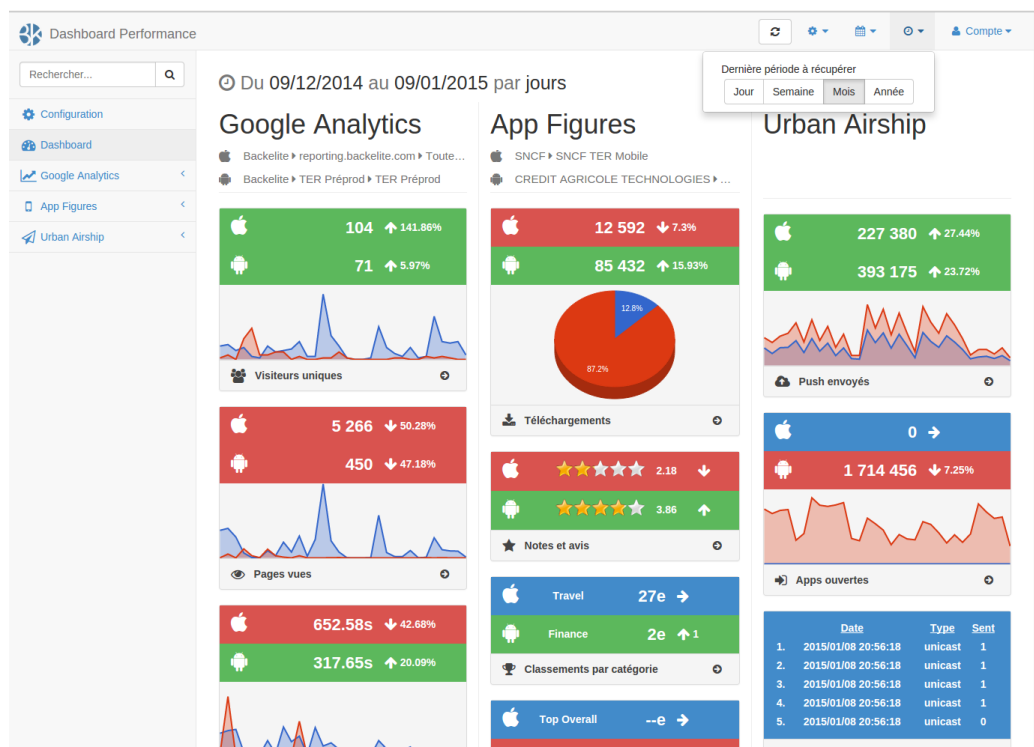 Dashboard Performance
Compte
Rechercher...
Dernière période à récupérer
Jour Semaine Mois Année
Configuration
Dashboard
Google Analytics
App Figures
Urban Airship
Du 09/12/2014 au 09/01/2015 par jours
Google Analytics
Backelite reporting.backelite.com Toute...
Backelite TER Préprod TER Préprod
104 141.86%
71 5.97%
Visiteurs uniques
5 266 50.28%
450 47.18%
Pages vues
652.58s 42.68%
317.65s 20.09%
App Figures
SNCF SNCF TER Mobile
CREDIT AGRICOLE TECHNOLOGIES ...
12 592 7.3%
85 432 15.93%
12.8%
87.2%
Téléchargements
2.18
3.86
Notes et avis
Travel 27e
Finance 2e 1
Classements par catégorie
Top Overall --e
Urban Airship
227 380 27.44%
393 175 23.72%
Push envoyés
0
1 714 456 7.25%
Apps ouvertes
Date Type Sent
1. 2015/01/08 20:56:18 unicast 1
2. 2015/01/08 20:56:18 unicast 1
3. 2015/01/08 20:56:18 unicast 1
4. 2015/01/08 20:56:18 unicast 1
5. 2015/01/08 20:56:18 unicast 0